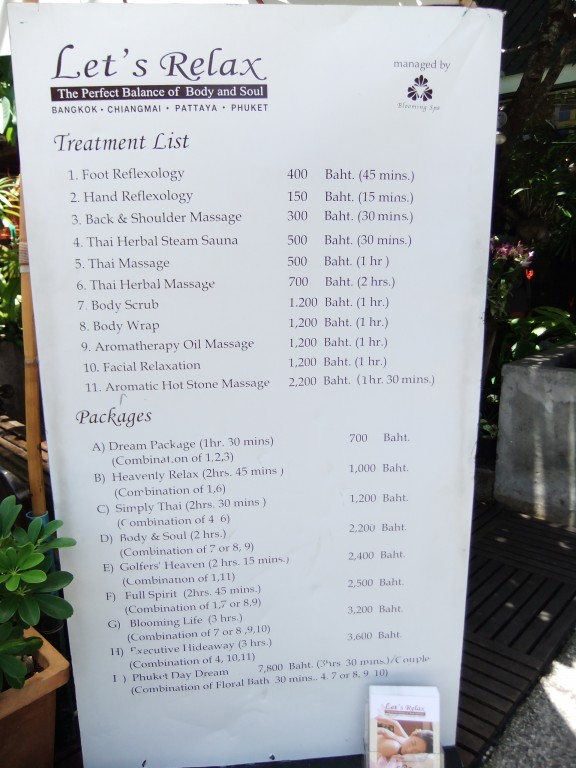 Let's Relax
The Perfect Balance of Body and Soul
BANGKOK • CHIANGMAI • PATTAYA • PHUKET
managed by
Blooming Spa
Treatment List
1. Foot Reflexology 400 Baht. (45 mins.)
2. Hand Reflexology 150 Baht. (15 mins.)
3. Back & Shoulder Massage 300 Baht. (30 mins.)
4. Thai Herbal Steam Sauna 500 Baht. (30 mins.)
5. Thai Massage 500 Baht. (1 hr )
6. Thai Herbal Massage 700 Baht. (2 hrs.)
7. Body Scrub 1.200 Baht. (1 hr.)
8. Body Wrap 1,200 Baht. (1 hr.)
9. Aromatherapy Oil Massage 1,200 Baht. (1 hr.)
10. Facial Relaxation 1,200 Baht. (1 hr.)
11. Aromatic Hot Stone Massage 2,200 Baht. (1hr. 30 mins.)
Packages
A) Dream Package (1hr. 30 mins) 700 Baht.
(Combination of 1,2,3)
B) Heavenly Relax (2hrs. 45 mins ) 1,000 Baht.
(Combination of 1,6)
C) Simply Thai (2hrs. 30 mins ) 1,200 Baht.
(Combination of 4 6)
D) Body & Soul (2 hrs.) 2,200 Baht.
(Combination of 7 or 8, 9)
E) Golfers' Heaven (2 hrs. 15 mins.) 2,400 Baht.
(Combination of 1,11)
F) Full Spirit (2hrs. 45 mins.) 2,500 Baht.
(Combination of 1,7 or 8.9)
G) Blooming Life (3 hrs.) 3,200 Baht.
(Combination of 7 or 8 ,9,10)
H) Executive Hideaway (3 hrs.) 3.600 Baht.
(Combination of 4, 10,11)
I ) Phuket Day Dream 7,800 Baht. (3hrs 30 mins.)/Couple
(Combination of Floral Bath 30 mins.. 4. 7 or 8, 9 10)
Let's Relax